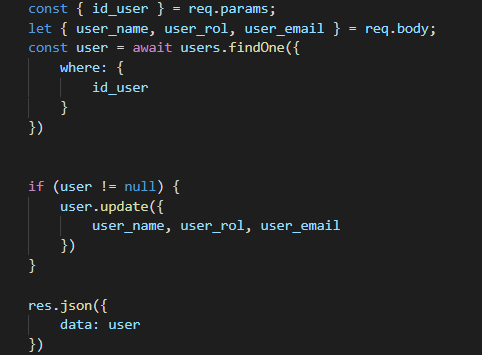 const { id_user } = req.params;
let { user_name, user_rol, user_email } = req.body;
const user = await users.findOne({
where: {
id_user
}
})
if (user != null) {
user.update({
user_name, user_rol, user_email
})
}
res.json({
data: user
})